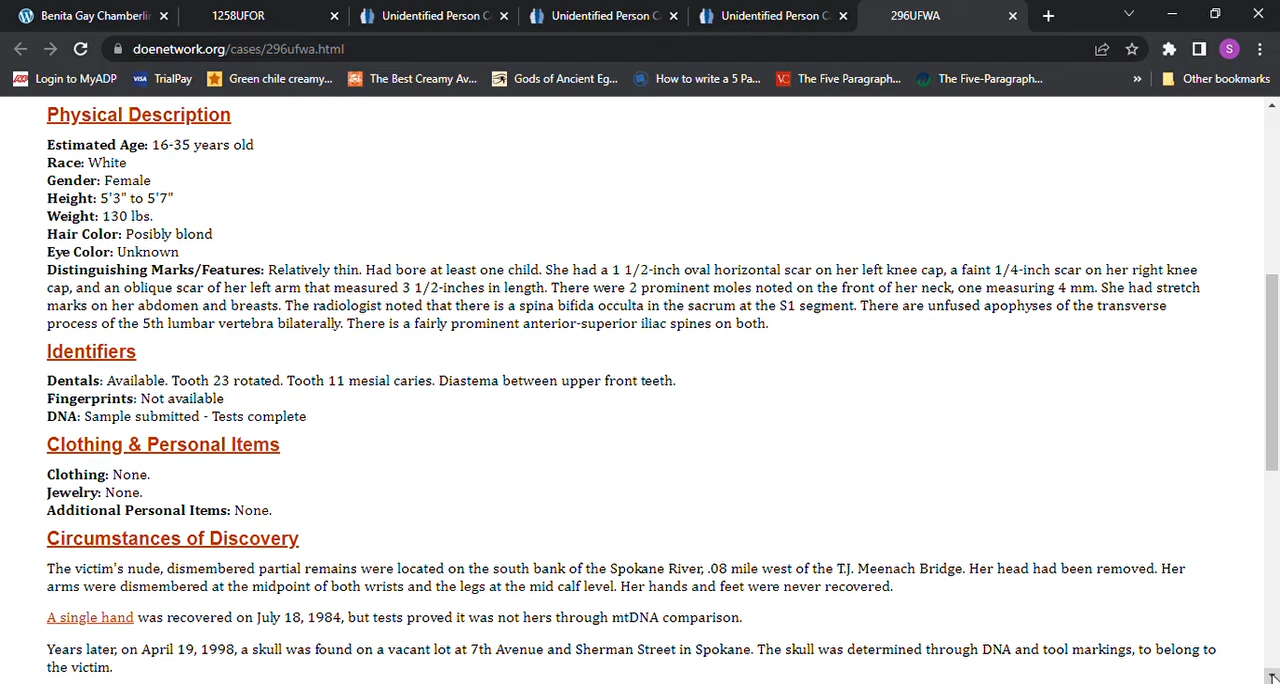 Benita Gay Chamberlin
1258UFOR
Unidentified Person C
Unidentified Person C
Unidentified Person C
296UFWA
doenetwork.org/cases/296ufwa.html
S
Login to MyADP
VISA
TrialPay
Green chile creamy...
The Best Creamy Av...
Gods of Ancient Eg...
How to write a 5 Pa...
VC
The Five Paragraph...
The Five-Paragraph...
»
Other bookmarks
Physical Description
Estimated Age: 16-35 years old
Race: White
Gender: Female
Height: 5'3" to 5'7"
Weight: 130 lbs.
Hair Color: Posibly blond
Eye Color: Unknown
Distinguishing Marks/Features: Relatively thin. Had bore at least one child. She had a 1 1/2-inch oval horizontal scar on her left knee cap, a faint 1/4-inch scar on her right knee
cap, and an oblique scar of her left arm that measured 3 1/2-inches in length. There were 2 prominent moles noted on the front of her neck, one measuring 4 mm. She had stretch
marks on her abdomen and breasts. The radiologist noted that there is a spina bifida occulta in the sacrum at the S1 segment. There are unfused apophyses of the transverse
process of the 5th lumbar vertebra bilaterally. There is a fairly prominent anterior-superior iliac spines on both.
Identifiers
Dentals: Available. Tooth 23 rotated. Tooth 11 mesial caries. Diastema between upper front teeth.
Fingerprints: Not available
DNA: Sample submitted - Tests complete
Clothing & Personal Items
Clothing: None.
Jewelry: None.
Additional Personal Items: None.
Circumstances of Discovery
The victim's nude, dismembered partial remains were located on the south bank of the Spokane River, .08 mile west of the T.J. Meenach Bridge. Her head had been removed. Her
arms were dismembered at the midpoint of both wrists and the legs at the mid calf level. Her hands and feet were never recovered.
A single hand was recovered on July 18, 1984, but tests proved it was not hers through mtDNA comparison.
Years later, on April 19, 1998, a skull was found on a vacant lot at 7th Avenue and Sherman Street in Spokane. The skull was determined through DNA and tool markings, to belong to
the victim.